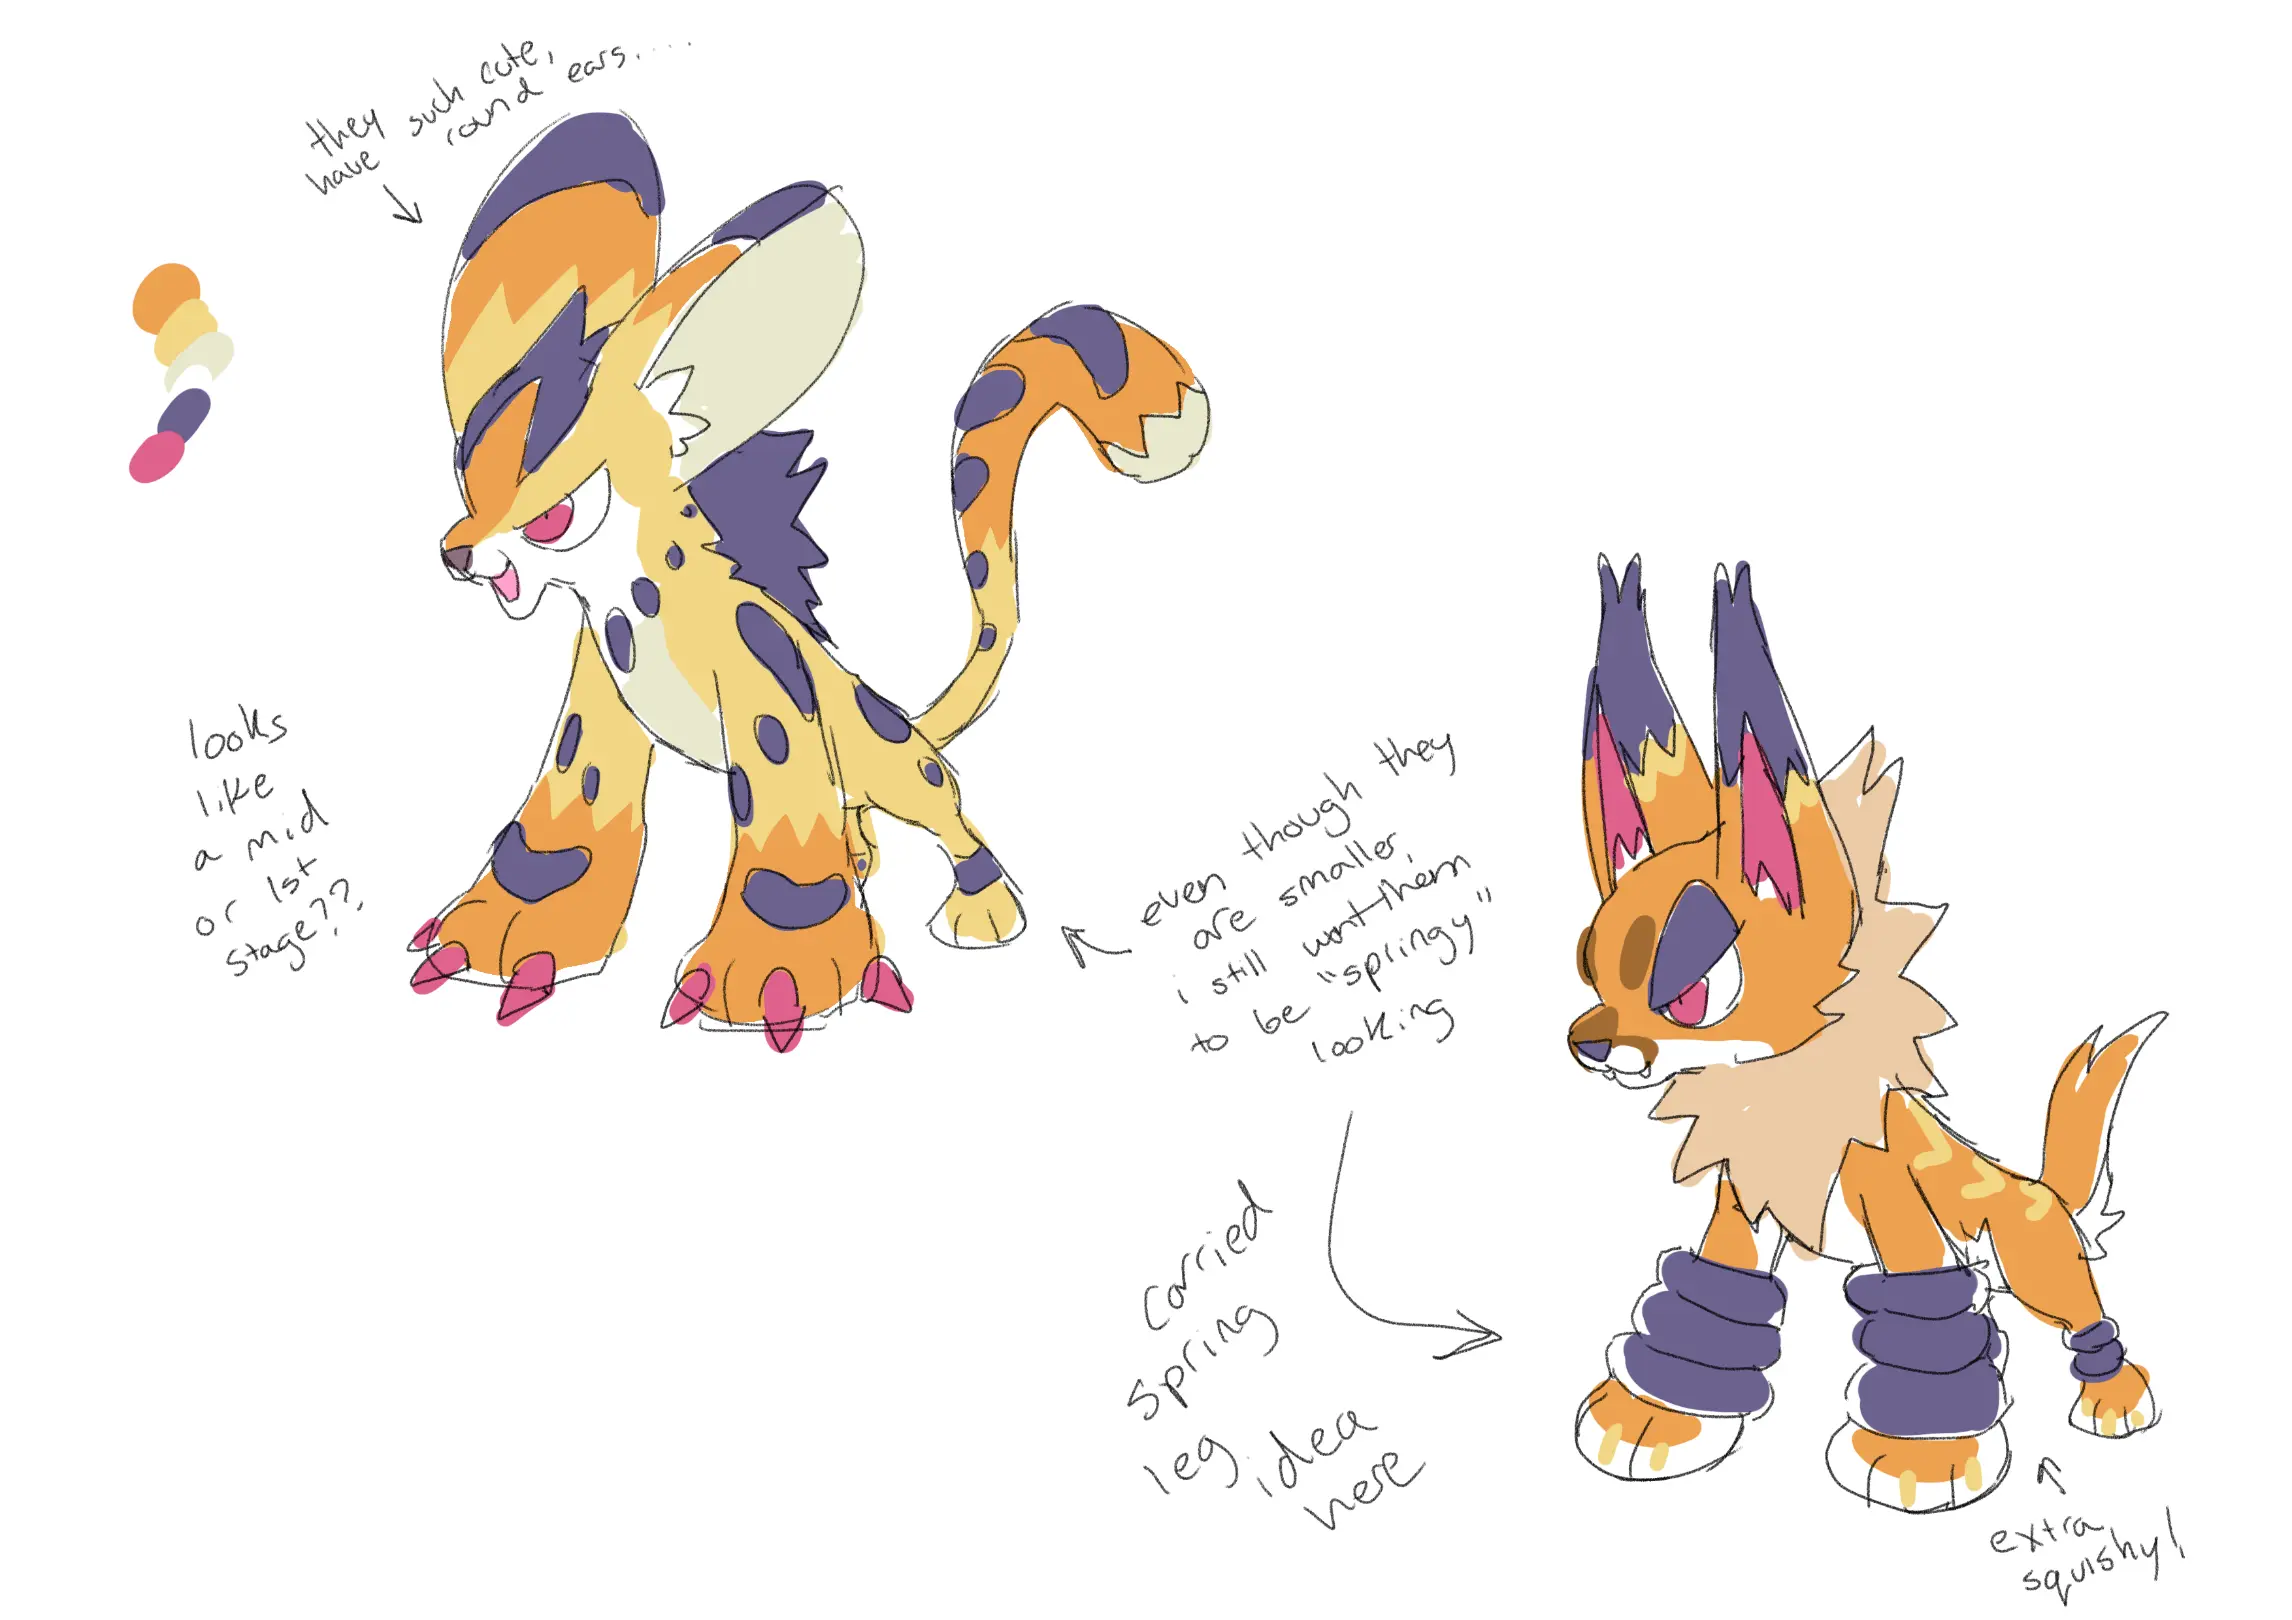 they such cute,
have round ears.....
looks
like
a mid
or 1st
stage??.
even though they
are smaller,
i still want them
to be "springy"
looking
Carried
Spring
leg idea
here
extra
squishy!